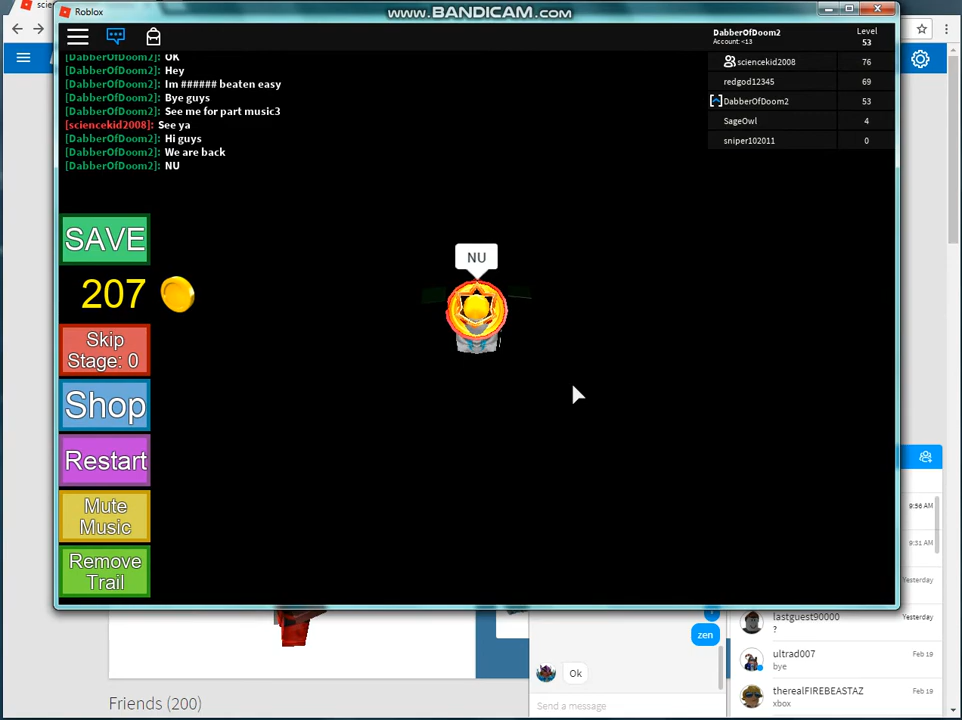 scie
Roblox
WWW.BANDICAM.COM
DabberOfDoom2
Account: <13
Level
53
[DabberOfDoom2]: OK
[DabberOfDoom2]: Hey
[DabberOfDoom2]: Im ###### beaten easy
[DabberOfDoom2]: Bye guys
[DabberOfDoom2]: See me for part music3
[sciencekid2008]: See ya
[DabberOfDoom2]: Hi guys
[DabberOfDoom2]: We are back
[DabberOfDoom2]: NU
sciencekid2008 76
redgod12345 69
DabberOfDoom2 53
SageOwl 4
sniper102011 0
SAVE
207
Skip
Stage: 0
Shop
Restart
Mute
Music
Remove
Trail
NU
9:56 AM
9:31 AM
Yesterday
lastguest90000 Yesterday
?
ultrad007 Feb 19
bye
therealFIREBEASTAZ Feb 19
xbox
zen
Ok
Send a message
Friends (200)